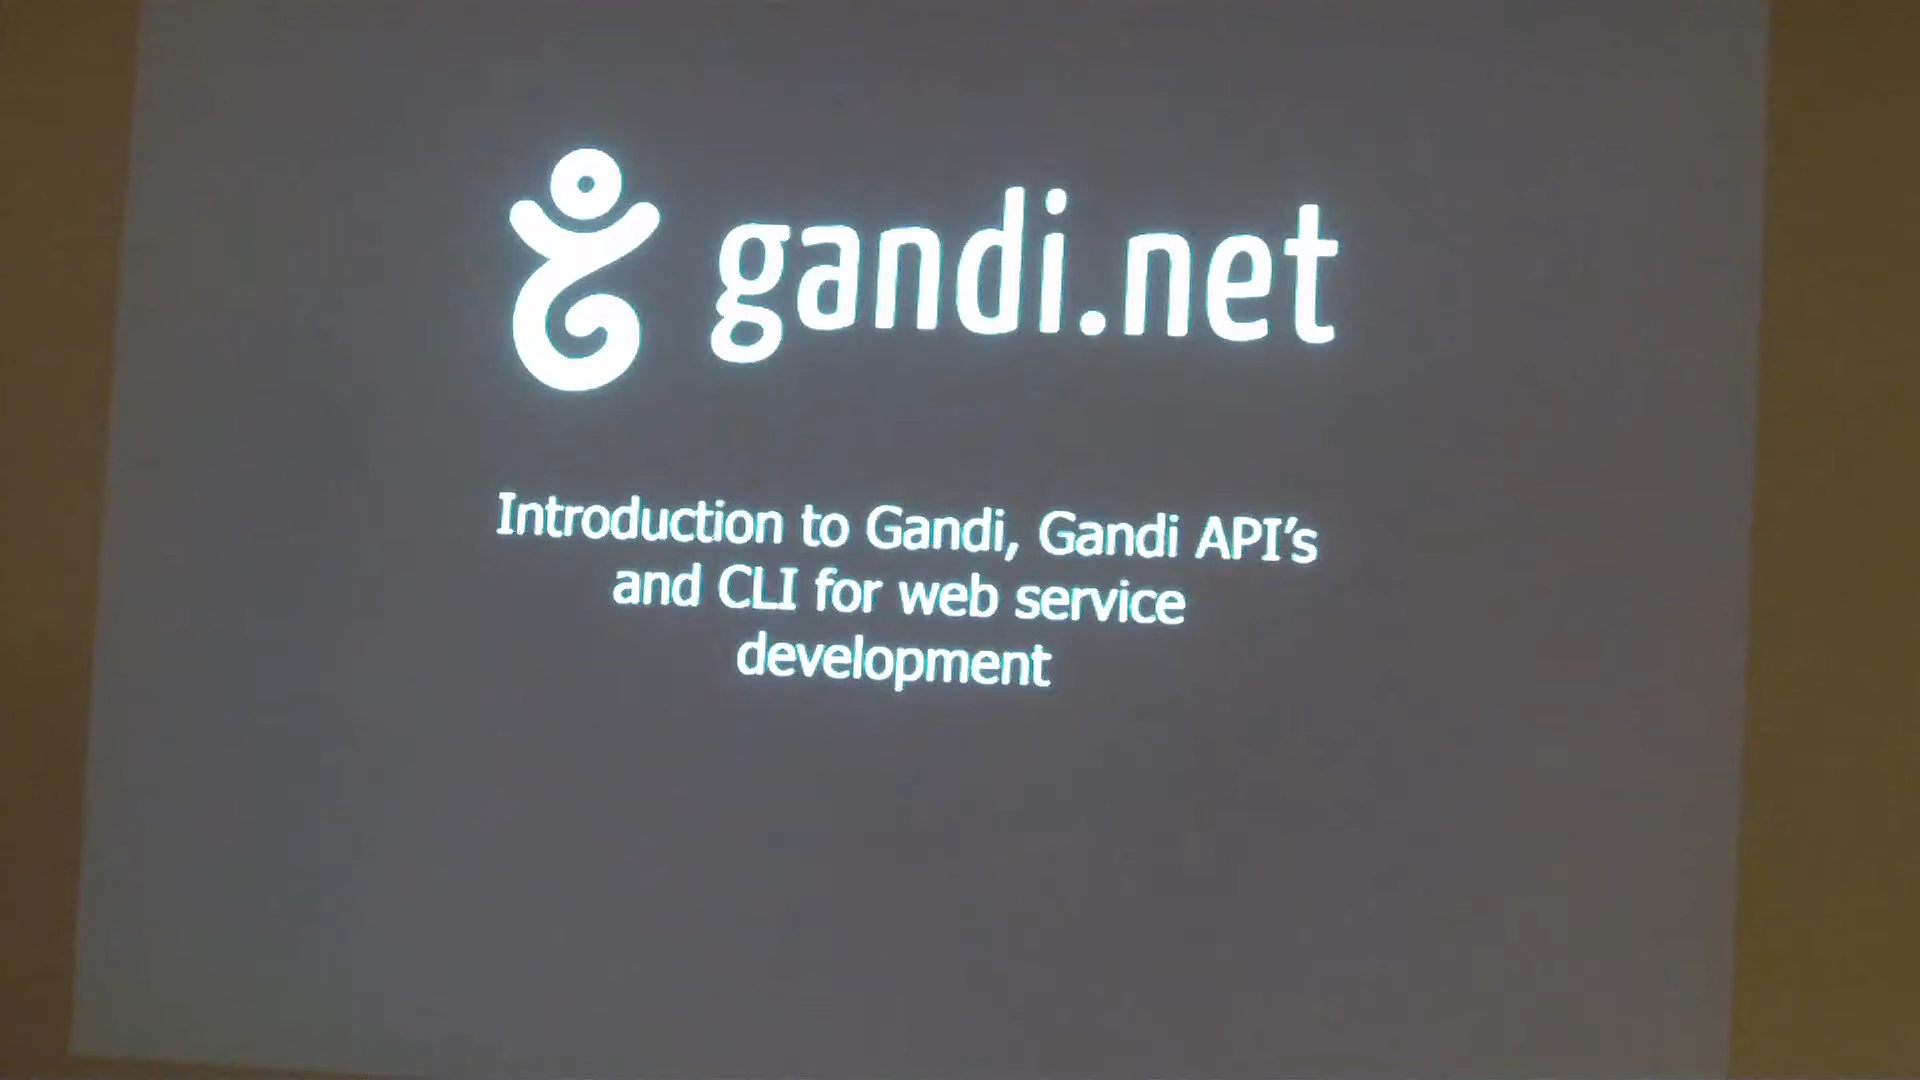 gandi.net
Introduction to Gandi, Gandi API’s
and CLI for web service
development